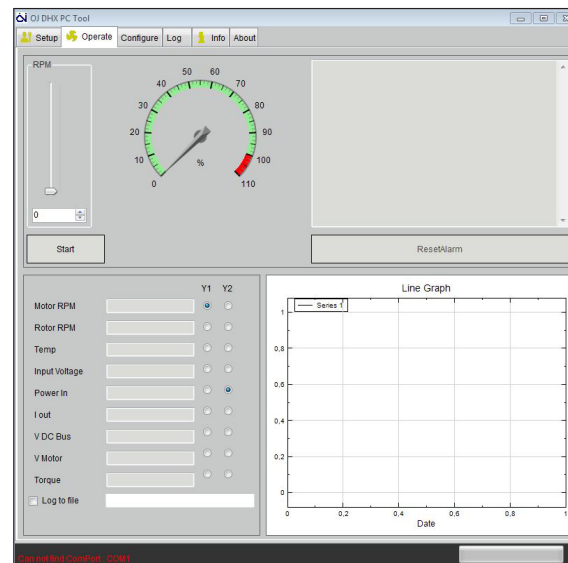 OJ DHX PC Tool
Setup Operate Configure Log Info About
RPM
0
Start
0 10 20 30 40 50 60 70 80 90 100 110
%
ResetAlarm
Y1 Y2
Motor RPM
Rotor RPM
Temp
Input Voltage
Power In
I out
V DC Bus
V Motor
Torque
Log to file
Line Graph
Series 1
1
0,8
0,6
0,4
0,2
0
0 0,2 0,4 0,6 0,8 1
Date
Can not find ComPort : COM1